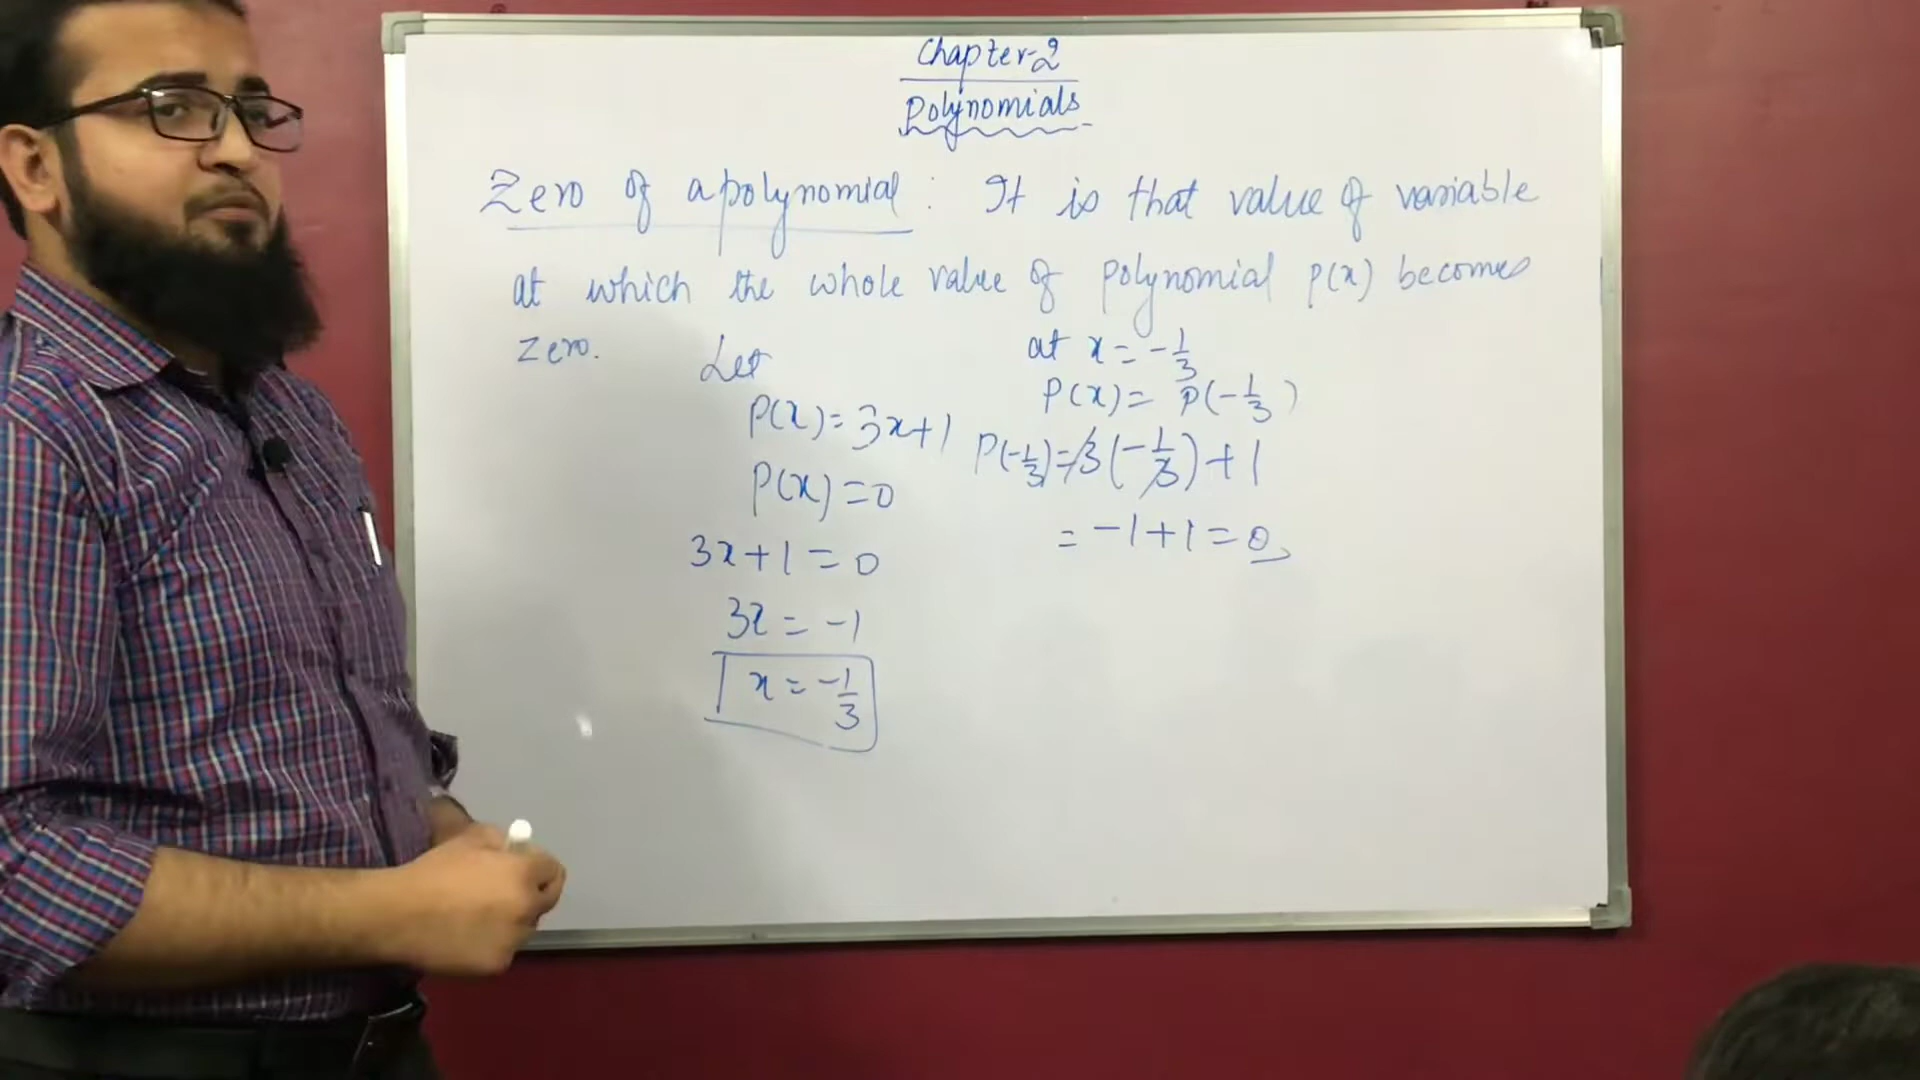 Chapter-2
Polynomials
Zero of a polynomial : It is that value of variable
at which the whole value of polynomial P(x) becomes
zero.
Let
P(x) = 3x+1
P(x) = 0
3x+1 = 0
3x = -1
x = -1/3
at x = -1/3
P(x) = P(-1/3)
P(-1/3) = 3(-1/3) + 1
= -1+1 = 0